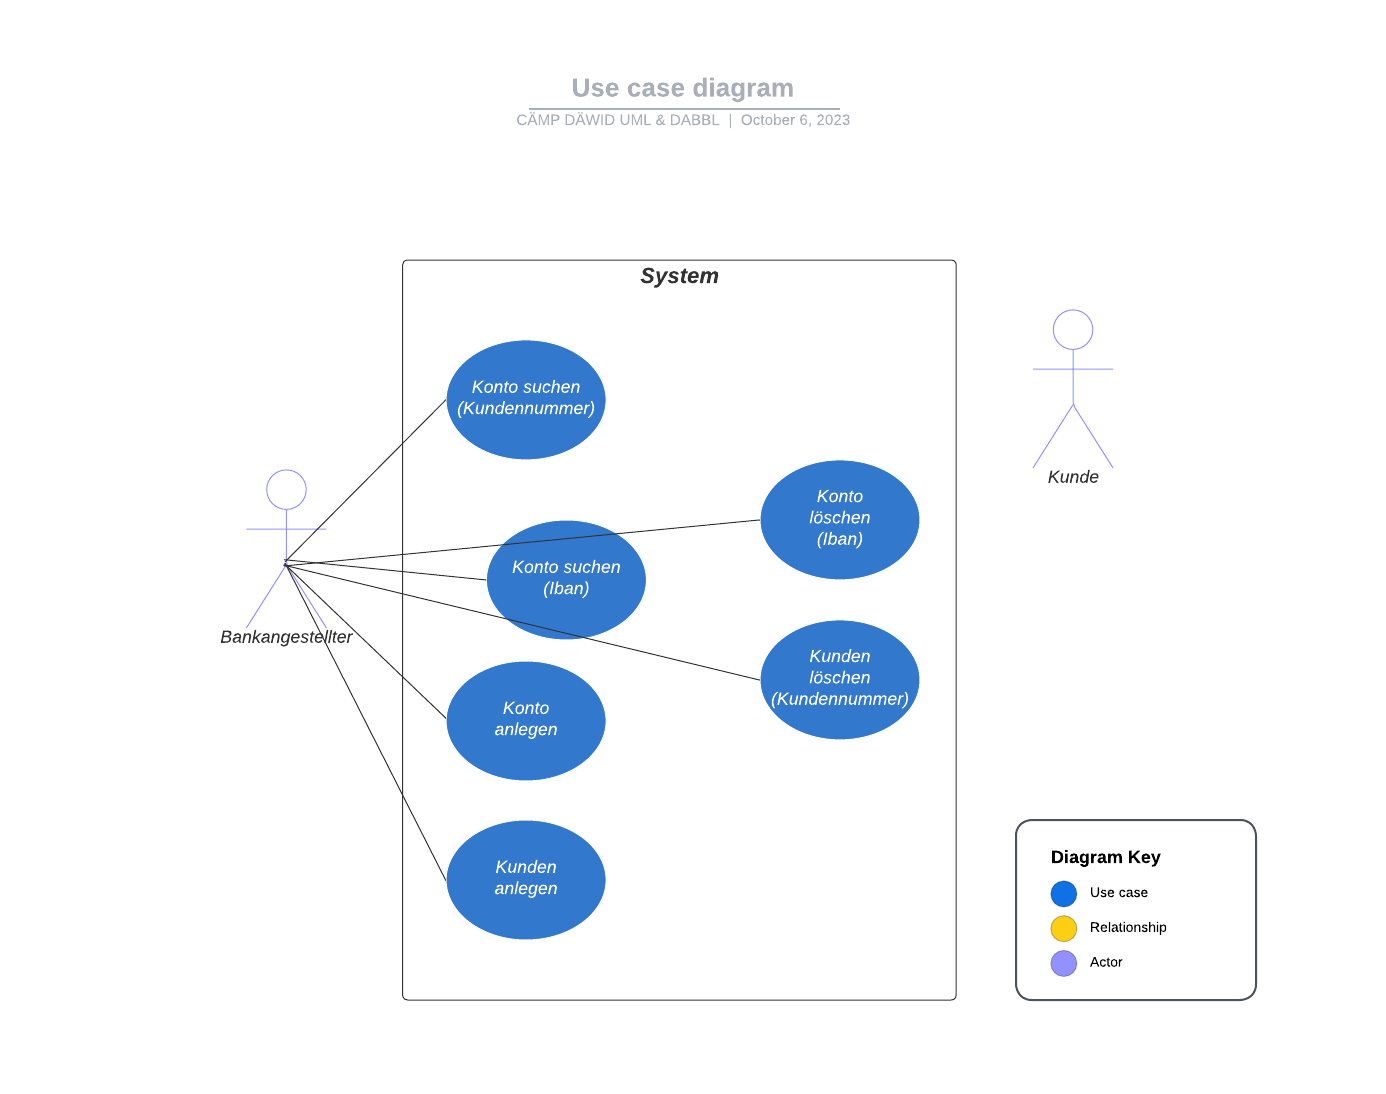 Use case diagram
CÄMP DÄWID UML & DABBL | October 6, 2023
System
Konto suchen
(Kundennummer)
Kunde
Konto
löschen
(Iban)
Konto suchen
(Iban)
Bankangestellter
Kunden
löschen
(Kundennummer)
Konto
anlegen
Kunden
anlegen
Diagram Key
Use case
Relationship
Actor